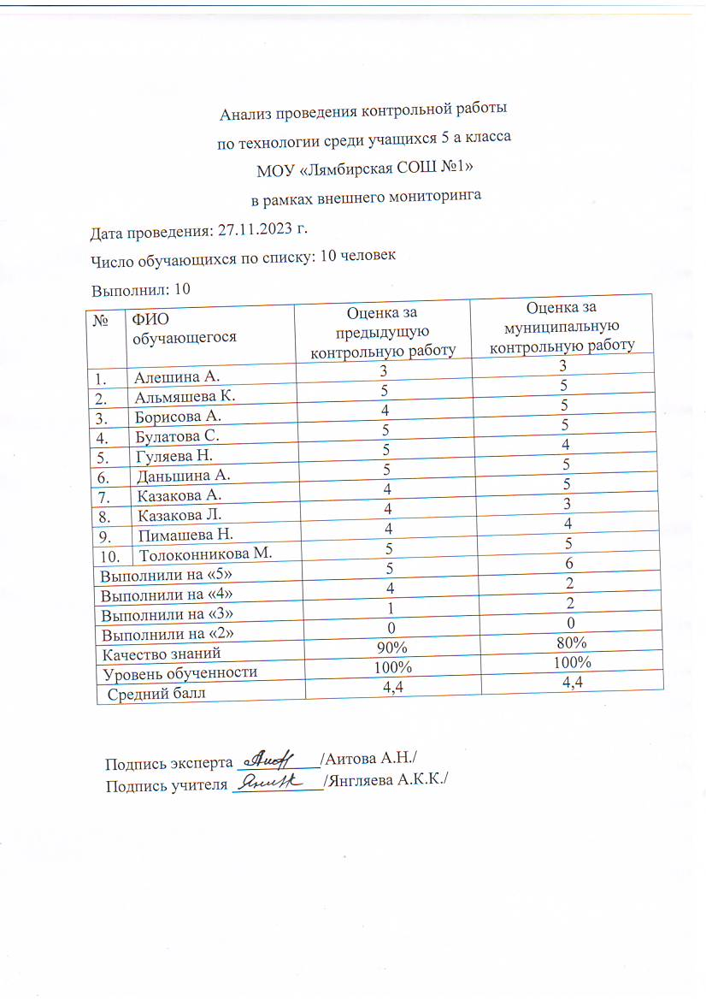 Анализ проведения контрольной работы
по технологии среди учащихся 5 а класса
МОУ «Лямбирская СОШ №1»
в рамках внешнего мониторинга
Дата проведения: 27.11.2023 г.
Число обучающихся по списку: 10 человек
Выполнил: 10
№ ФИО обучающегося Оценка за предыдущую контрольную работу Оценка за муниципальную контрольную работу
1. Алешина А. 3 3
2. Альмяшева К. 5 5
3. Борисова А. 4 5
4. Булатова С. 5 5
5. Гуляева Н. 5 4
6. Даньшина А. 5 5
7. Казакова А. 4 5
8. Казакова Л. 4 3
9. Пимашева Н. 4 4
10. Толоконникова М. 5 5
Выполнили на «5» 5 6
Выполнили на «4» 4 2
Выполнили на «3» 1 2
Выполнили на «2» 0 0
Качество знаний 90% 80%
Уровень обученности 100% 100%
Средний балл 4,4 4,4
Подпись эксперта /Аитова А.Н./
Подпись учителя /Янгляева А.К.К./